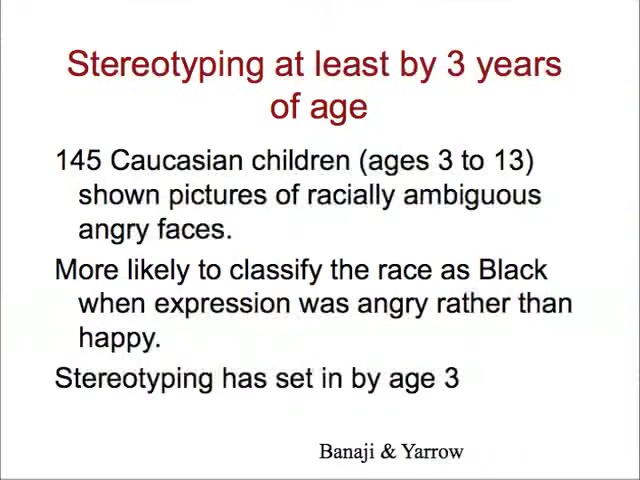 Stereotyping at least by 3 years
of age
145 Caucasian children (ages 3 to 13)
shown pictures of racially ambiguous
angry faces.
More likely to classify the race as Black
when expression was angry rather than
happy.
Stereotyping has set in by age 3
Banaji & Yarrow